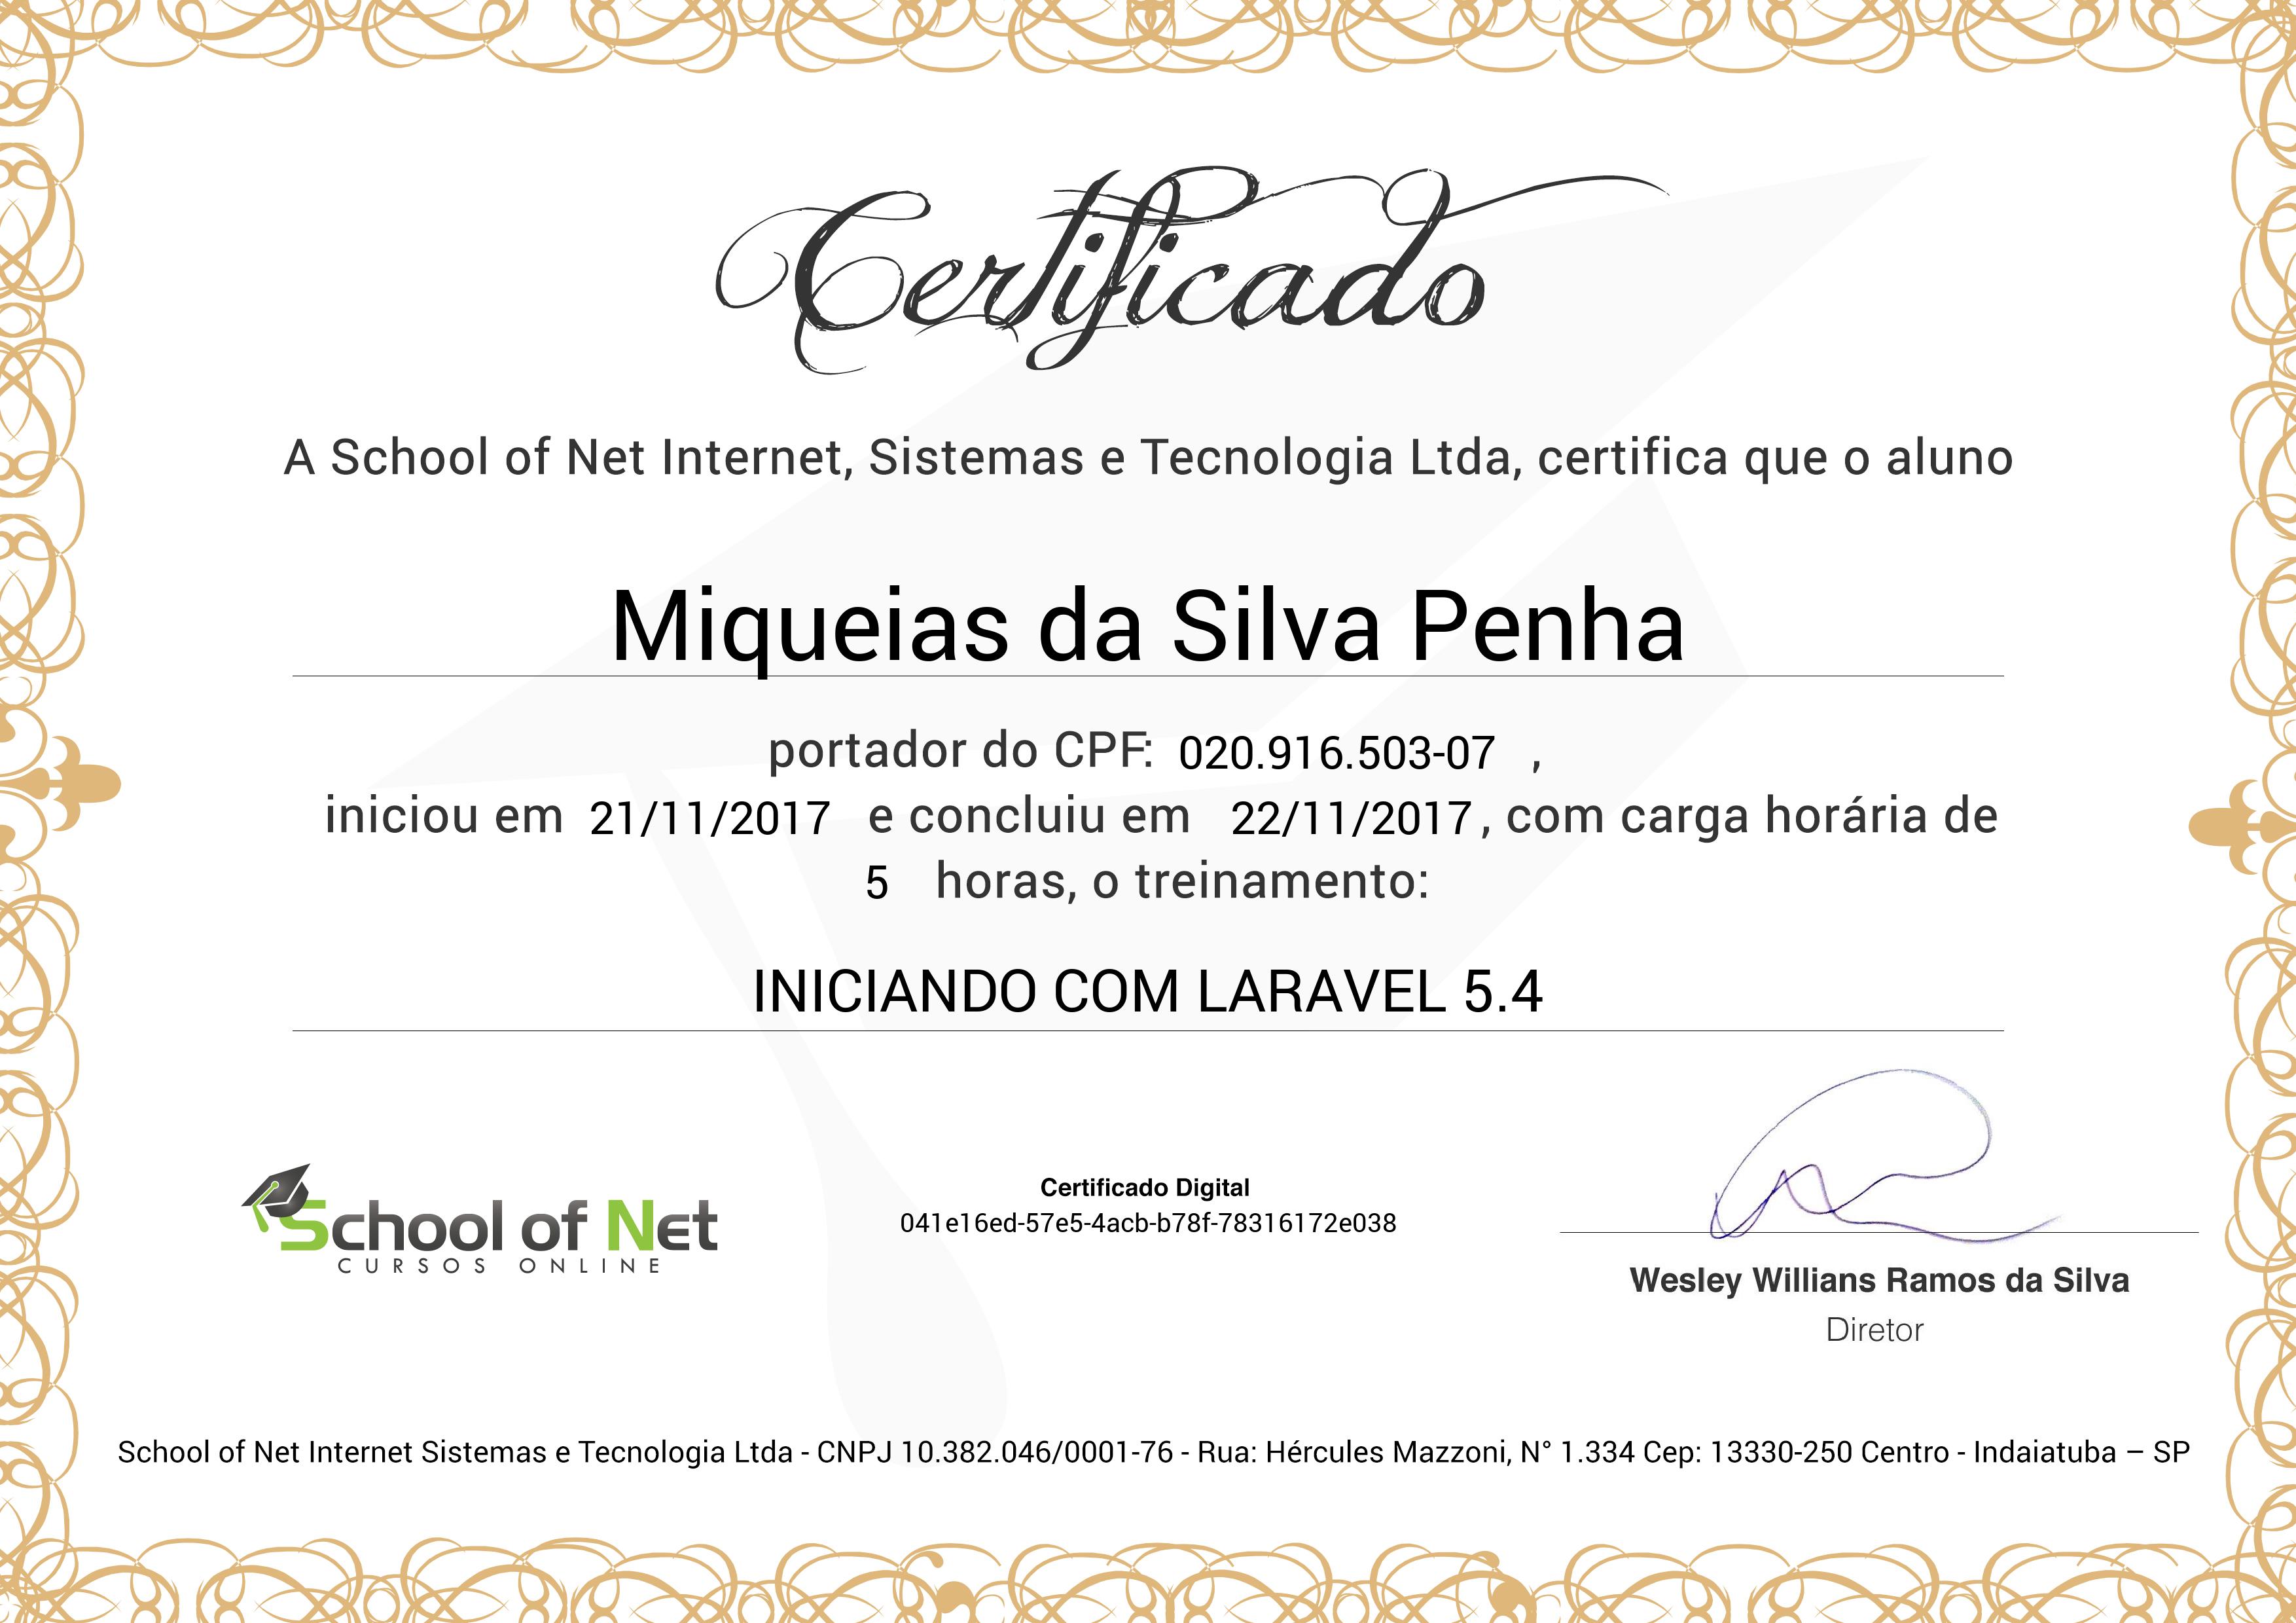 Certificado
A School of Net Internet, Sistemas e Tecnologia Ltda, certifica que o aluno
Miqueias da Silva Penha
portador do CPF: 020.916.503-07 ,
iniciou em 21/11/2017 e concluiu em 22/11/2017, com carga horária de
5 horas, o treinamento:
INICIANDO COM LARAVEL 5.4
School of Net
CURSOS ONLINE
Certificado Digital
041e16ed-57e5-4acb-b78f-78316172e038
Wesley Willians Ramos da Silva
Diretor
School of Net Internet Sistemas e Tecnologia Ltda - CNPJ 10.382.046/0001-76 - Rua: Hércules Mazzoni, N° 1.334 Cep: 13330-250 Centro - Indaiatuba – SP